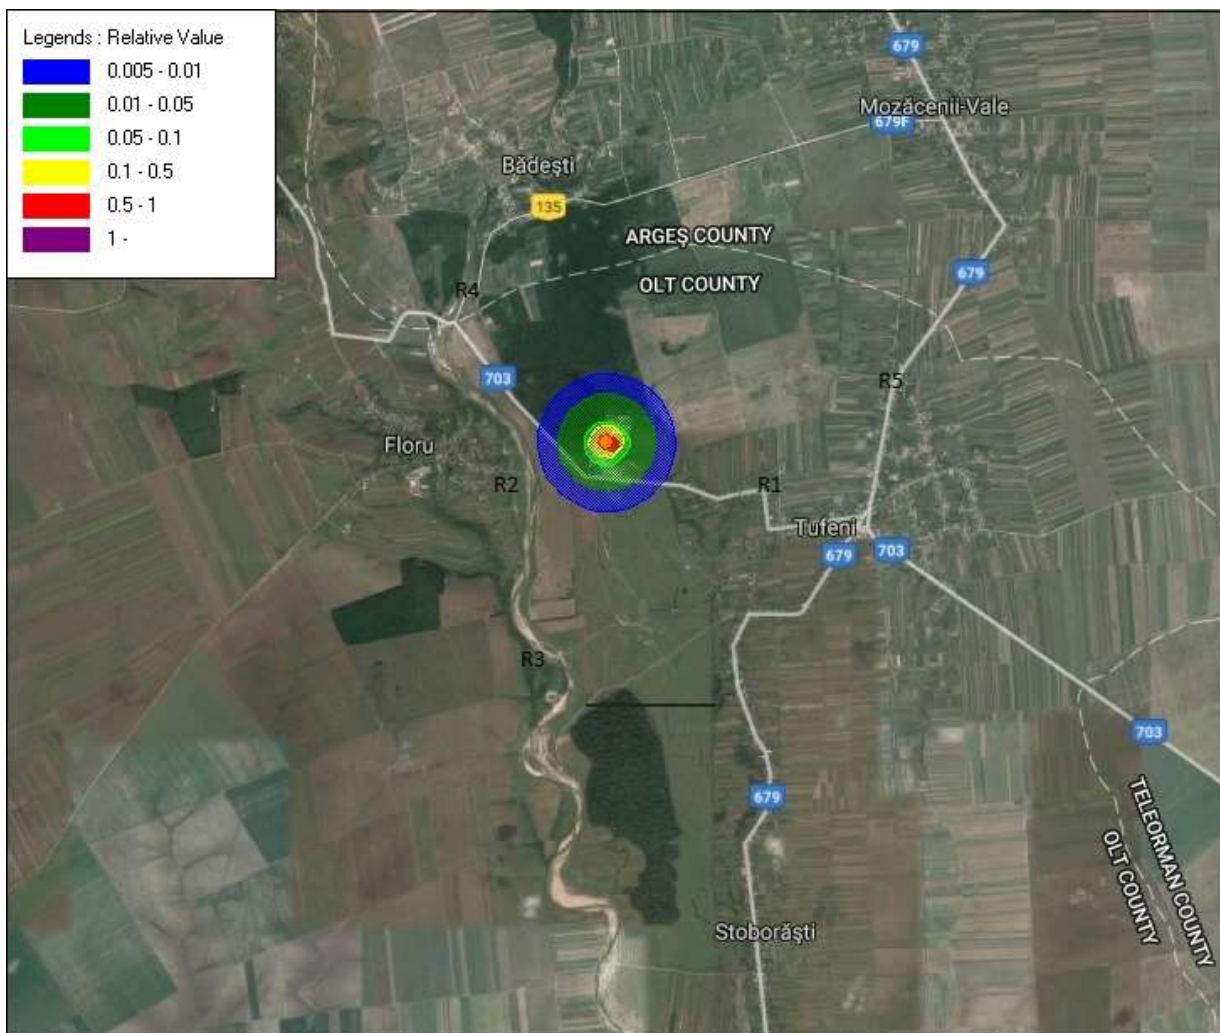 Legends : Relative Value
0.005 - 0.01
0.01 - 0.05
0.05 - 0.1
0.1 - 0.5
0.5 - 1
1 -
679
Mozăcenii-Vale
679F
Bădești
135
ARGEȘ COUNTY
679
OLT COUNTY
R4
703
R5
Floru
R2
R1
Tufeni
679
703
R3
703
679
TELEORMAN COUNTY
OLT COUNTY
Stoborăști